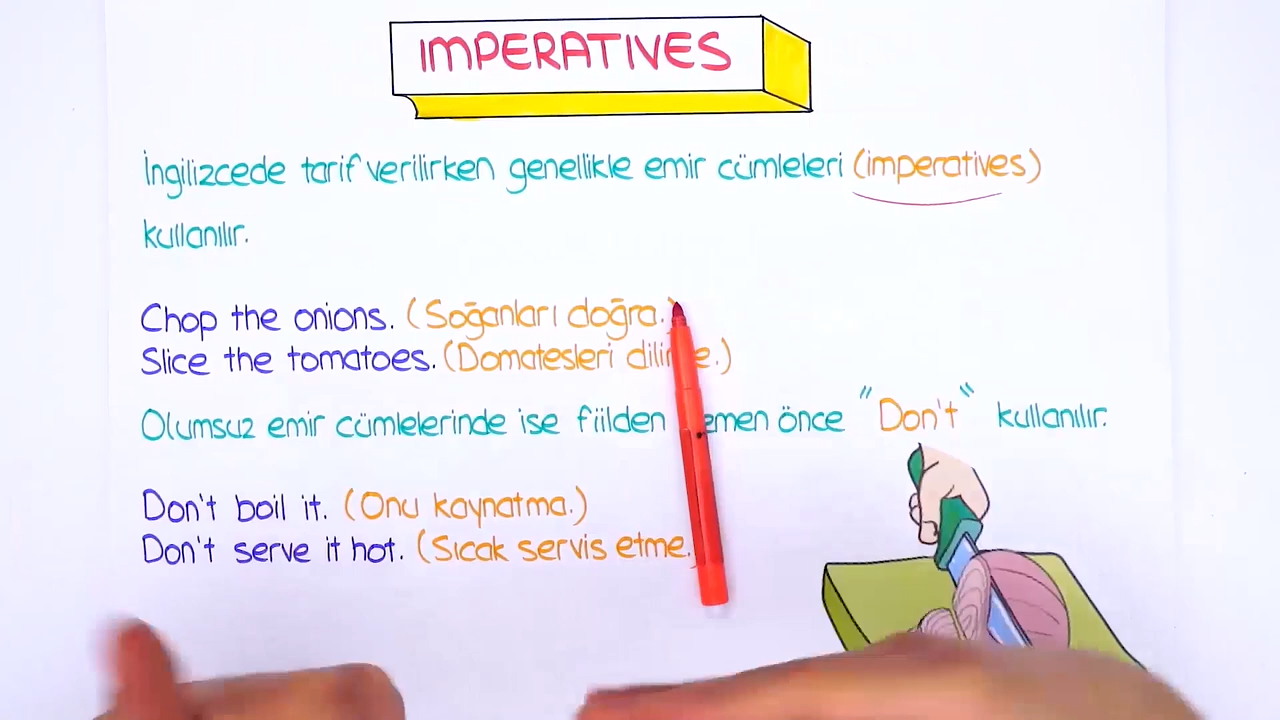 IMPERATIVES
İngilizcede tarif verilirken genellikle emir cümleleri (imperatives)
kullanılır.
Chop the onions. (Soğanları doğra.)
Slice the tomatoes. (Domatesleri dilimle.)
Olumsuz emir cümlelerinde ise fiilden hemen önce "Don't" kullanılır.
Don't boil it. (Onu kaynatma.)
Don't serve it hot. (Sıcak servis etme.)